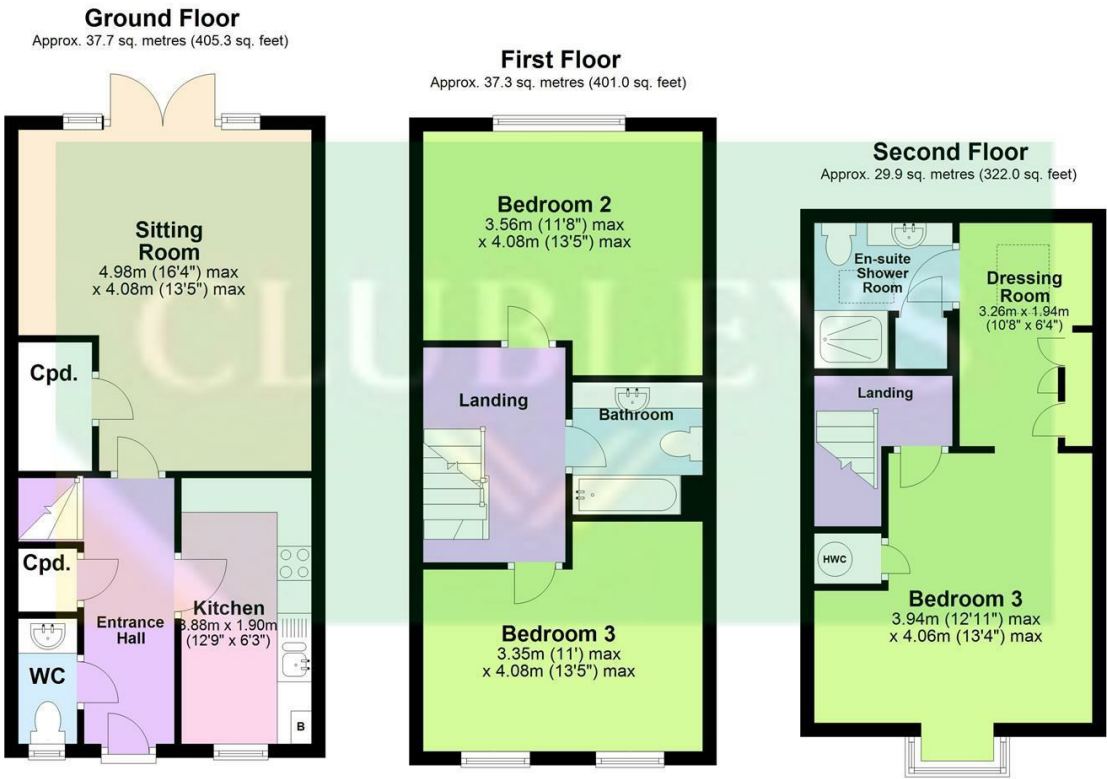 Ground Floor
Approx. 37.7 sq. metres (405.3 sq. feet)
Sitting
Room
4.98m (16'4") max
x 4.08m (13'5") max
Cpd.
Cpd.
Entrance
Hall
Kitchen
3.88m x 1.90m
(12'9" x 6'3")
WC
B
First Floor
Approx. 37.3 sq. metres (401.0 sq. feet)
Bedroom 2
3.56m (11'8") max
x 4.08m (13'5") max
Landing
Bathroom
Bedroom 3
3.35m (11') max
x 4.08m (13'5") max
Second Floor
Approx. 29.9 sq. metres (322.0 sq. feet)
En-suite
Shower
Room
Dressing
Room
3.26m x 1.94m
(10'8" x 6'4")
Landing
HWC
Bedroom 3
3.94m (12'11") max
x 4.06m (13'4") max
CLUBLEYS